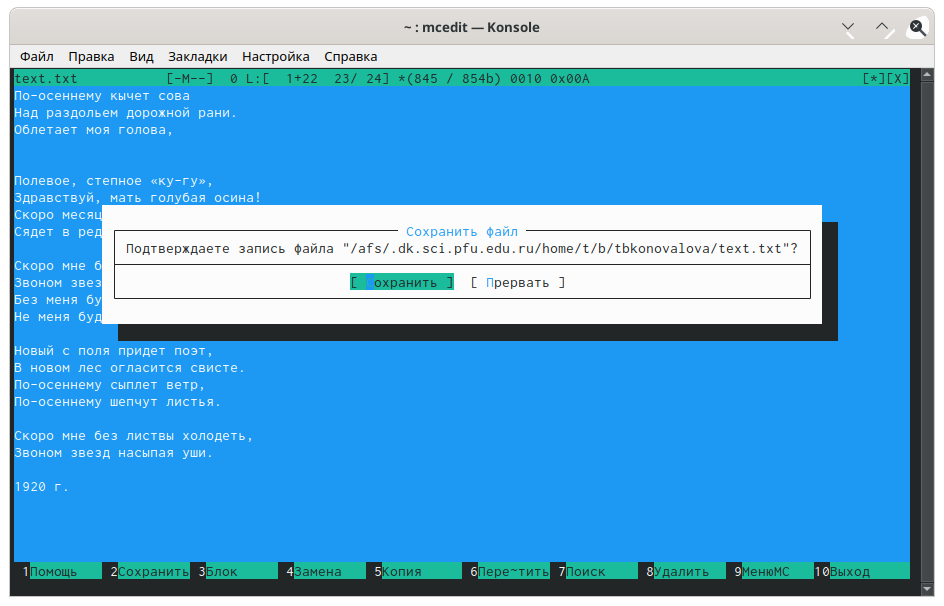 ~ : mcedit — Konsole
Файл Правка Вид Закладки Настройка Справка
text.txt [-M--] 0 L:[ 1+22 23/ 24] *(845 / 854b) 0010 0x00A [*][X]
По-осеннему кычет сова
Над раздольем дорожной рани.
Облетает моя голова,
Полевое, степное «ку-гу»,
Здравствуй, мать голубая осина!
Скоро месяц
Сядет в ред
Сохранить файл
Подтверждаете запись файла "/afs/.dk.sci.pfu.edu.ru/home/t/b/tbkonovalova/text.txt"?
Скоро мне б
Звоном звез
[ Сохранить ] [ Прервать ]
Без меня бу
Не меня буд
Новый с поля придет поэт,
В новом лес огласится свисте.
По-осеннему сыплет ветр,
По-осеннему шепчут листья.
Скоро мне без листвы холодеть,
Звоном звезд насыпая уши.
1920 г.
1Помощь 2Сохранить 3Блок 4Замена 5Копия 6Пере~тить 7Поиск 8Удалить 9МенюМС 10Выход